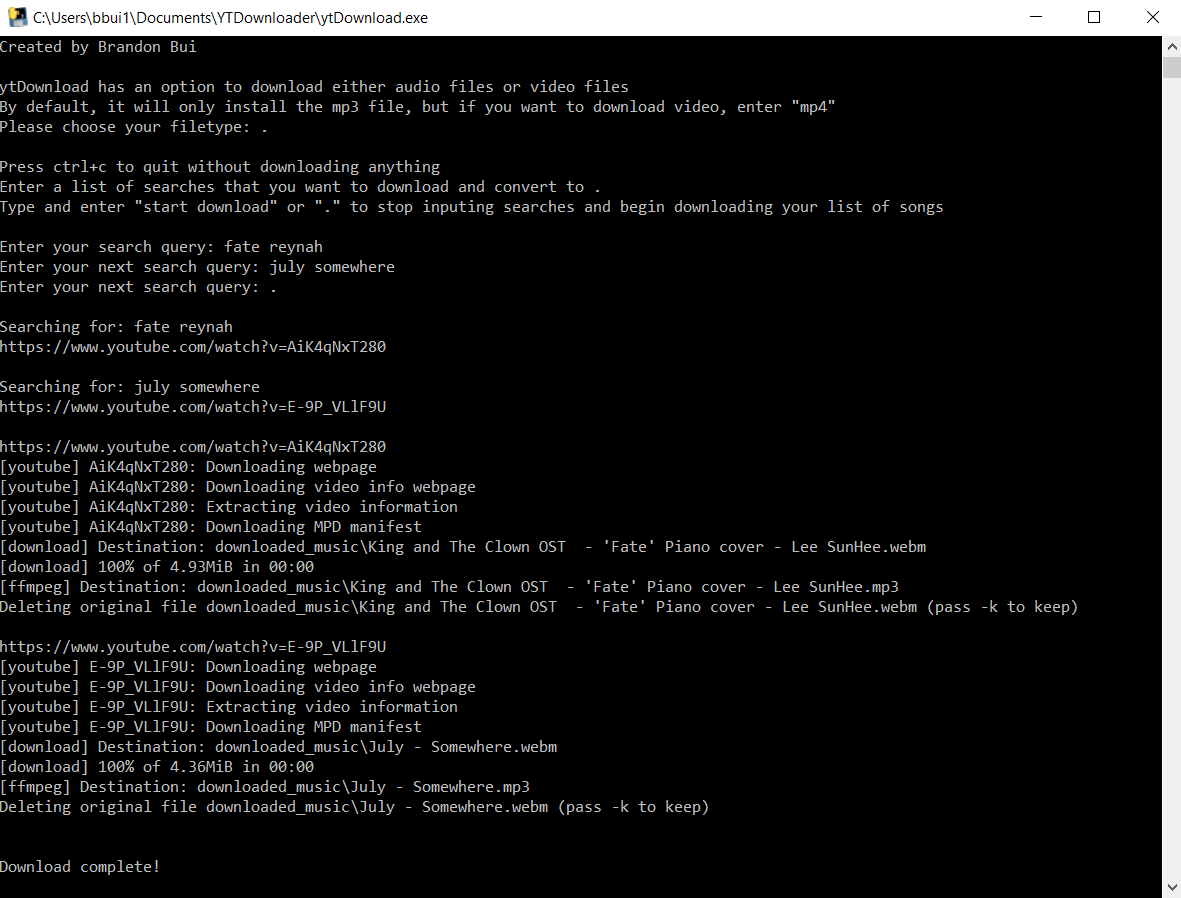 C:\Users\bbui1\Documents\YTDownloader\ytDownload.exe
Created by Brandon Bui
ytDownload has an option to download either audio files or video files
By default, it will only install the mp3 file, but if you want to download video, enter "mp4"
Please choose your filetype: .
Press ctrl+c to quit without downloading anything
Enter a list of searches that you want to download and convert to .
Type and enter "start download" or "." to stop inputing searches and begin downloading your list of songs
Enter your search query: fate reynah
Enter your next search query: july somewhere
Enter your next search query: .
Searching for: fate reynah
https://www.youtube.com/watch?v=AiK4qNxT280
Searching for: july somewhere
https://www.youtube.com/watch?v=E-9P_VLlF9U
https://www.youtube.com/watch?v=AiK4qNxT280
[youtube] AiK4qNxT280: Downloading webpage
[youtube] AiK4qNxT280: Downloading video info webpage
[youtube] AiK4qNxT280: Extracting video information
[youtube] AiK4qNxT280: Downloading MPD manifest
[download] Destination: downloaded_music\King and The Clown OST  - 'Fate' Piano cover - Lee SunHee.webm
[download] 100% of 4.93MiB in 00:00
[ffmpeg] Destination: downloaded_music\King and The Clown OST  - 'Fate' Piano cover - Lee SunHee.mp3
Deleting original file downloaded_music\King and The Clown OST  - 'Fate' Piano cover - Lee SunHee.webm (pass -k to keep)
https://www.youtube.com/watch?v=E-9P_VLlF9U
[youtube] E-9P_VLlF9U: Downloading webpage
[youtube] E-9P_VLlF9U: Downloading video info webpage
[youtube] E-9P_VLlF9U: Extracting video information
[youtube] E-9P_VLlF9U: Downloading MPD manifest
[download] Destination: downloaded_music\July - Somewhere.webm
[download] 100% of 4.36MiB in 00:00
[ffmpeg] Destination: downloaded_music\July - Somewhere.mp3
Deleting original file downloaded_music\July - Somewhere.webm (pass -k to keep)
Download complete!